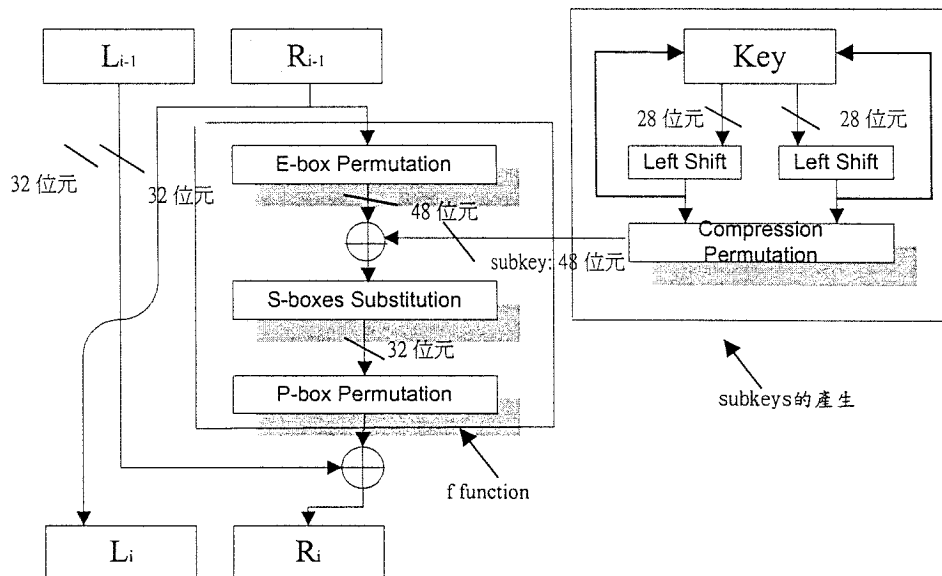 Li-1
Ri-1
Key
28 位元
28 位元
Left Shift
Left Shift
32 位元
32 位元
E-box Permutation
48 位元
Compression
Permutation
subkey: 48 位元
S-boxes Substitution
32 位元
P-box Permutation
subkeys的產生
f function
Li
Ri